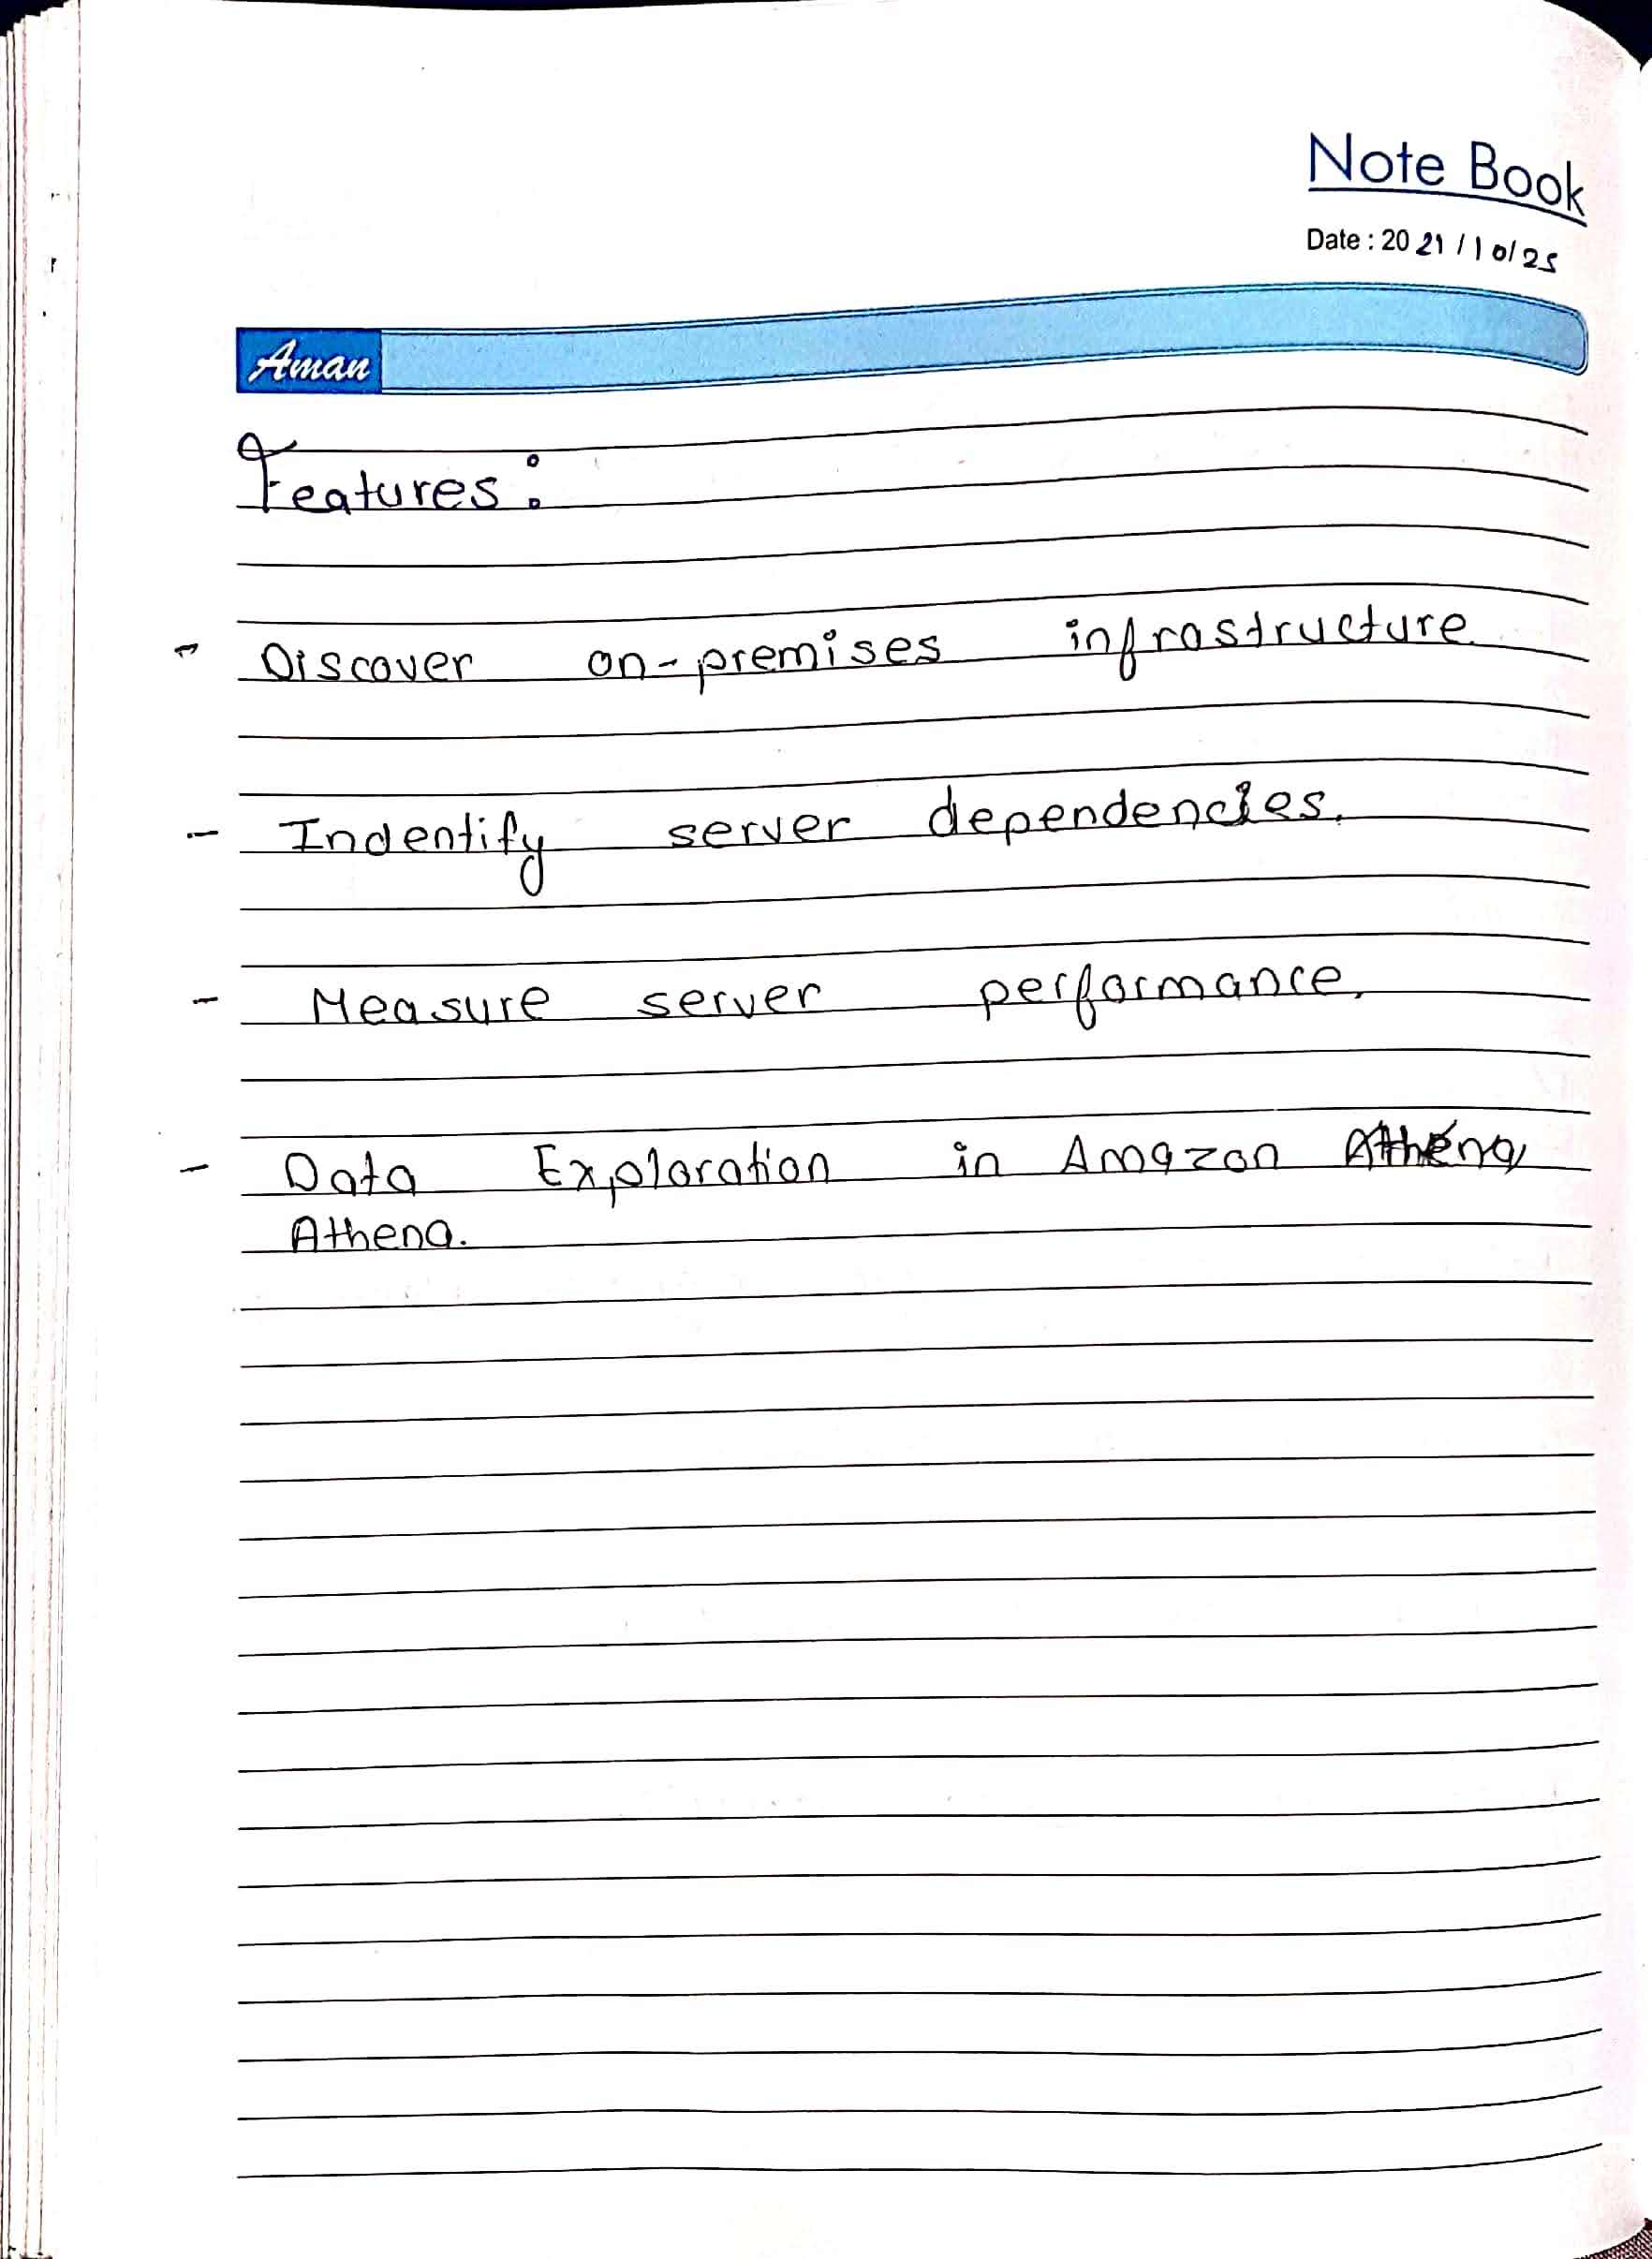 Note Book
Date : 2021/10/25
Aman
Features:
- Discover on-premises infrastructure
- Indentify server dependencies.
- Measure server performance.
- Data Exploration in Amazon Athena
Athena.